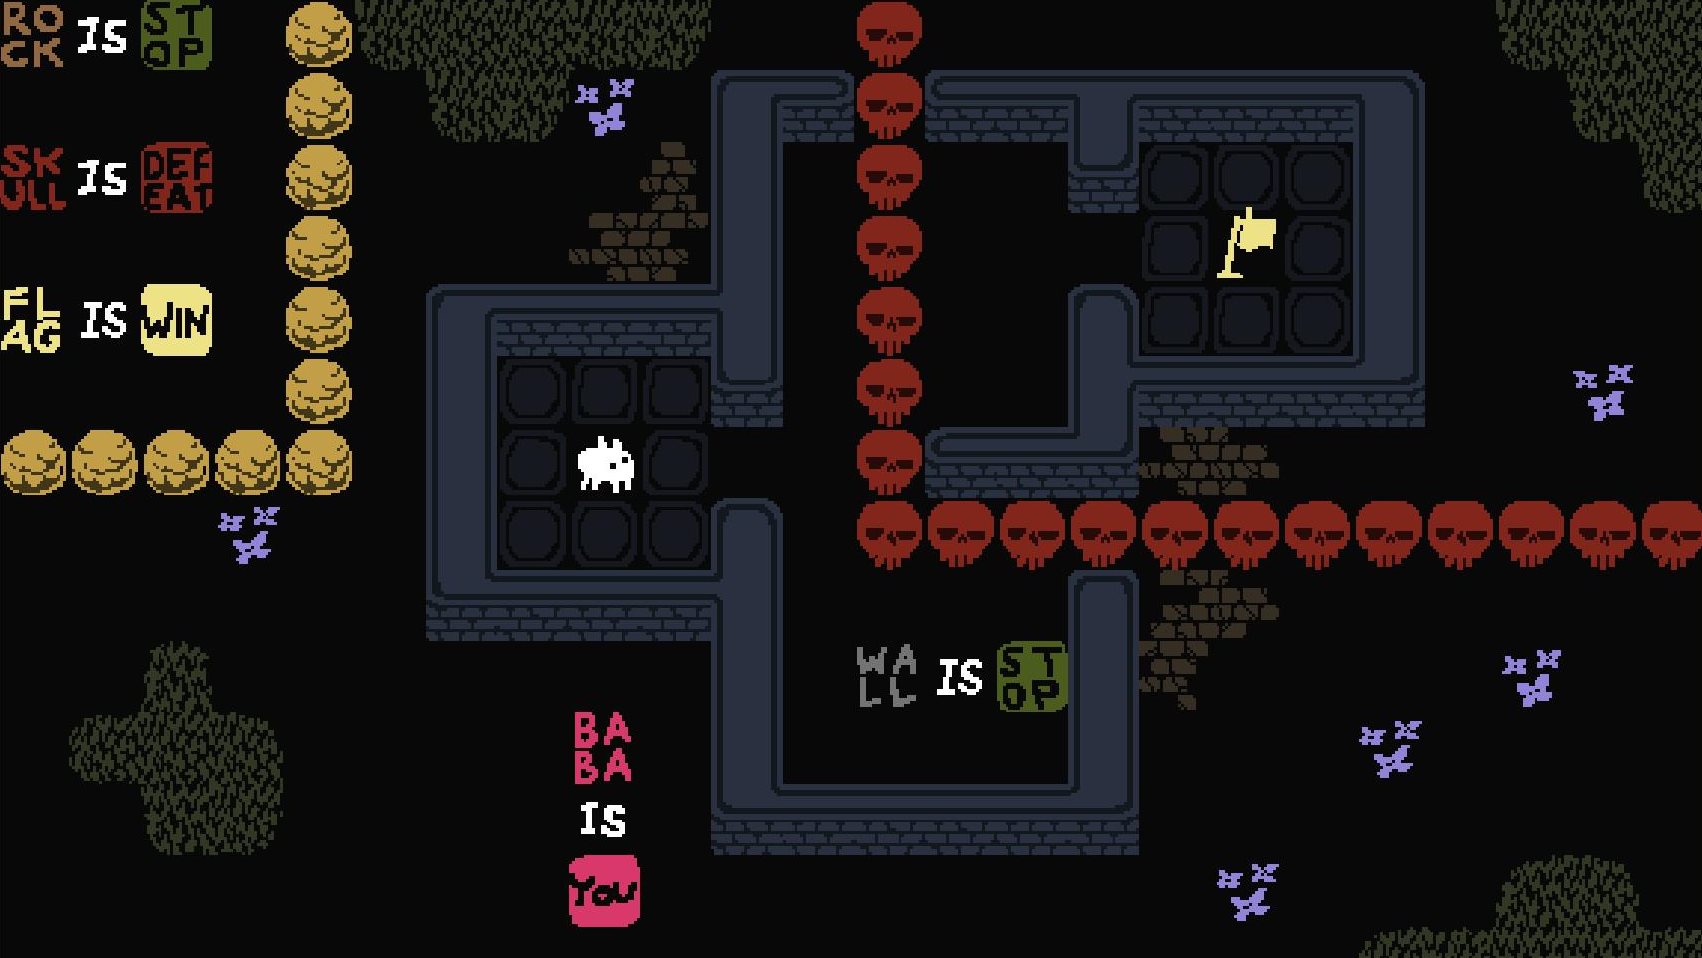 ROCK IS STOP
SKULL IS DEFEAT
FLAG IS WIN
WALL IS STOP
BABA
IS
YOU